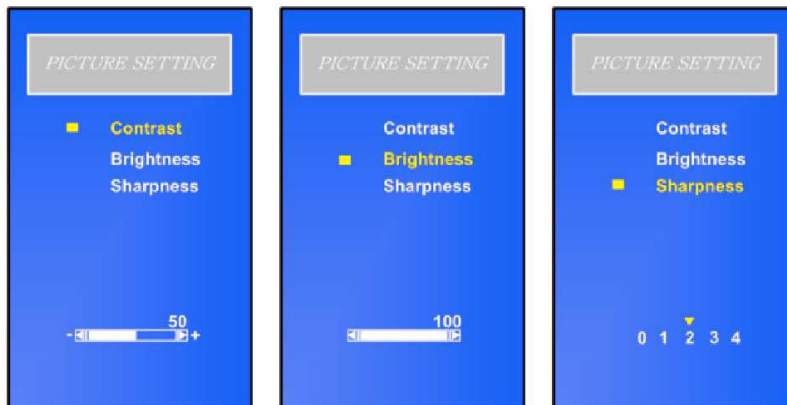 PICTURE SETTING
Contrast
Brightness
Sharpness
50
- +
PICTURE SETTING
Contrast
Brightness
Sharpness
100
PICTURE SETTING
Contrast
Brightness
Sharpness
0 1 2 3 4